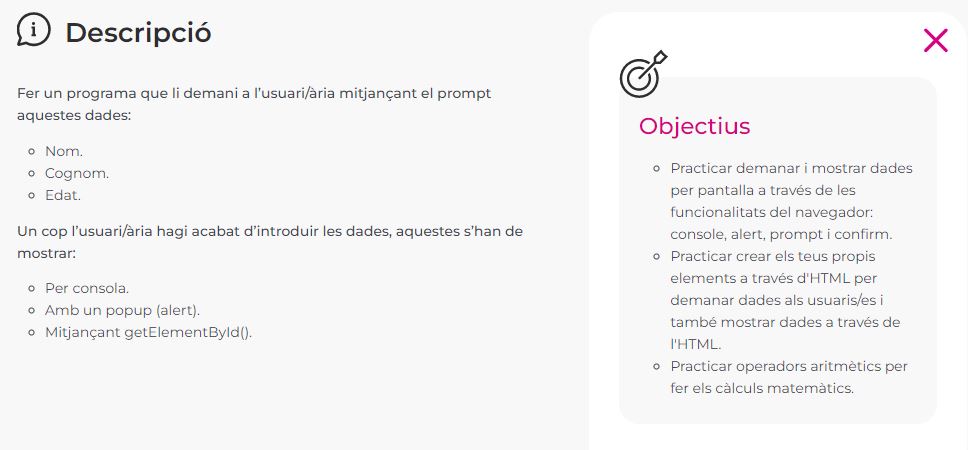 Descripció
Fer un programa que li demani a l’usuari/ària mitjançant el prompt
aquestes dades:
Nom.
Cognom.
Edat.
Un cop l’usuari/ària hagi acabat d’introduir les dades, aquestes s’han de
mostrar:
Per consola.
Amb un popup (alert).
Mitjançant getElementById().
Objectius
Practicar demanar i mostrar dades
per pantalla a través de les
funcionalitats del navegador:
console, alert, prompt i confirm.
Practicar crear els teus propis
elements a través d'HTML per
demanar dades als usuaris/es i
també mostrar dades a través de
l'HTML.
Practicar operadors aritmètics per
fer els càlculs matemàtics.